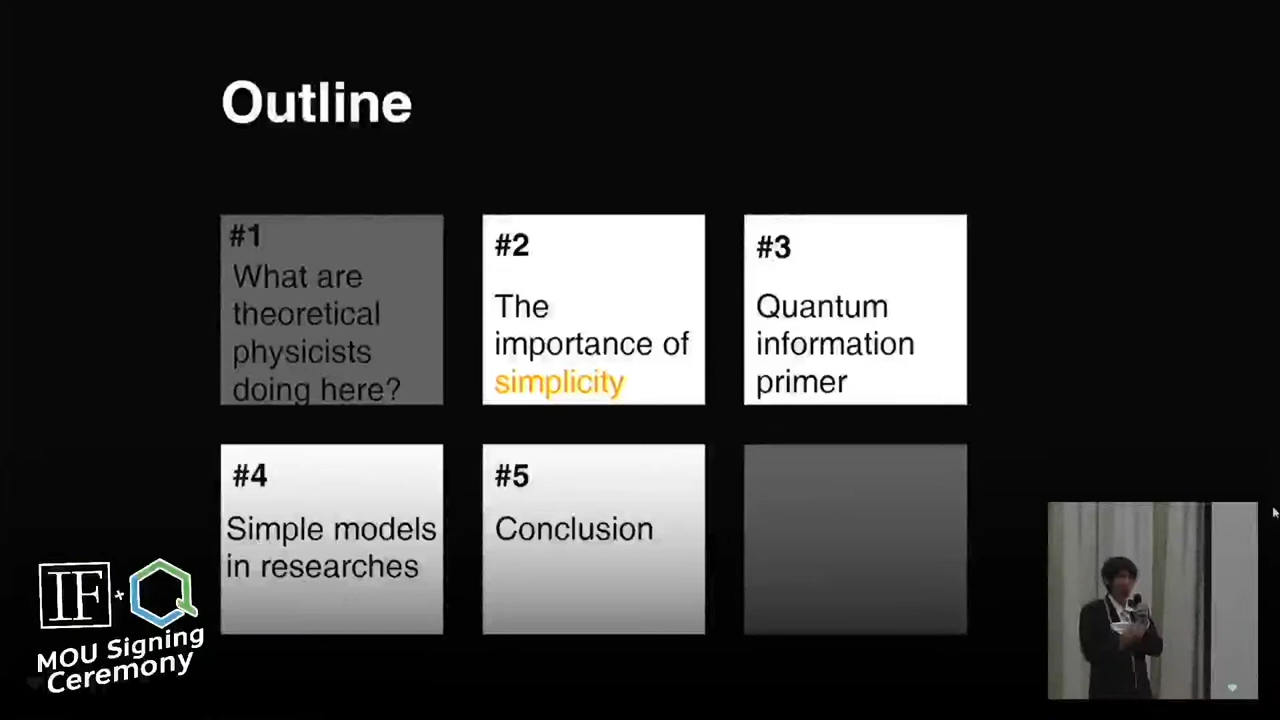 Outline
#1
What are
theoretical
physicists
doing here?
#2
The
importance of
simplicity
#3
Quantum
information
primer
#4
Simple models
in researches
#5
Conclusion
IF + Q
MOU Signing
Ceremony